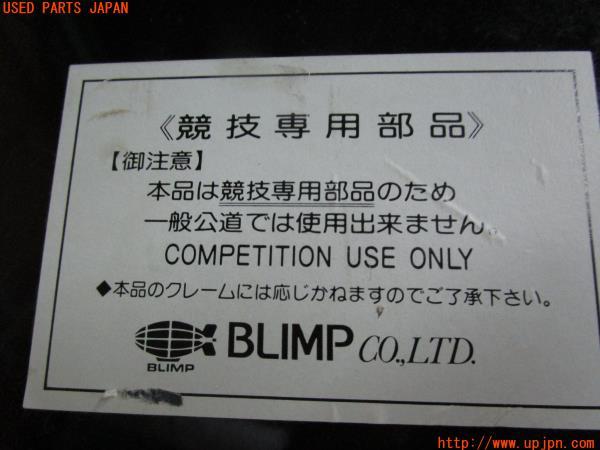 USED PARTS JAPAN
《競技専用部品》
【御注意】
本品は競技専用部品のため
一般公道では使用出来ません。
COMPETITION USE ONLY
◆本品のクレームには応じかねますのでご了承下さい。
BLIMP
BLIMP CO.,LTD.
http://www.upjpn.com/